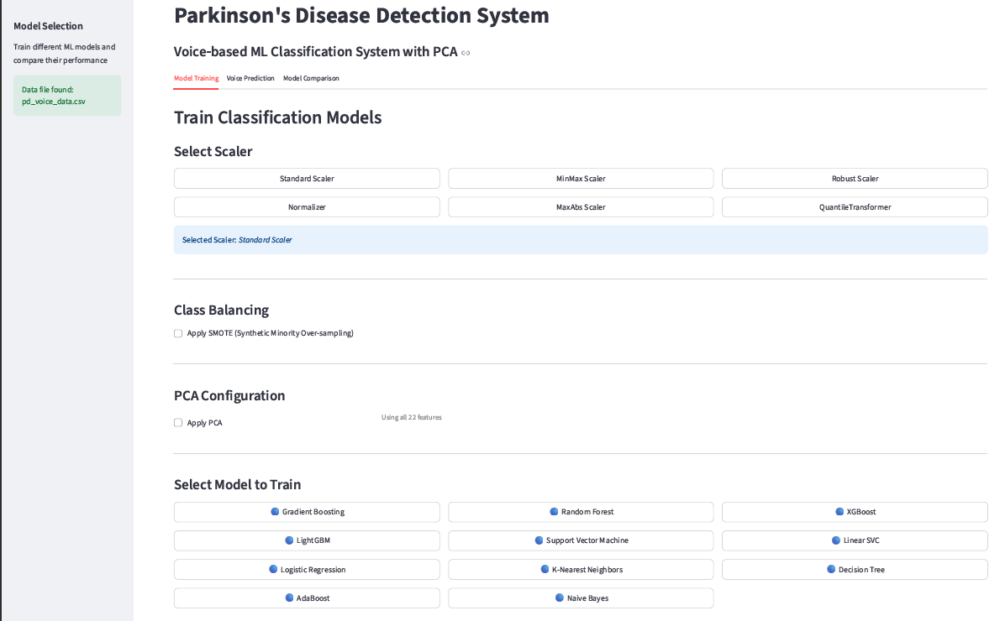 Model Selection
Train different ML models and
compare their performance
Data file found:
pd_voice_data.csv
Parkinson's Disease Detection System
Voice-based ML Classification System with PCA
Model Training Voice Prediction Model Comparison
Train Classification Models
Select Scaler
Standard Scaler MinMax Scaler Robust Scaler
Normalizer MaxAbs Scaler QuantileTransformer
Selected Scaler: Standard Scaler
Class Balancing
Apply SMOTE (Synthetic Minority Over-sampling)
PCA Configuration
Apply PCA Using all 22 features
Select Model to Train
Gradient Boosting Random Forest XGBoost
LightGBM Support Vector Machine Linear SVC
Logistic Regression K-Nearest Neighbors Decision Tree
AdaBoost Naive Bayes